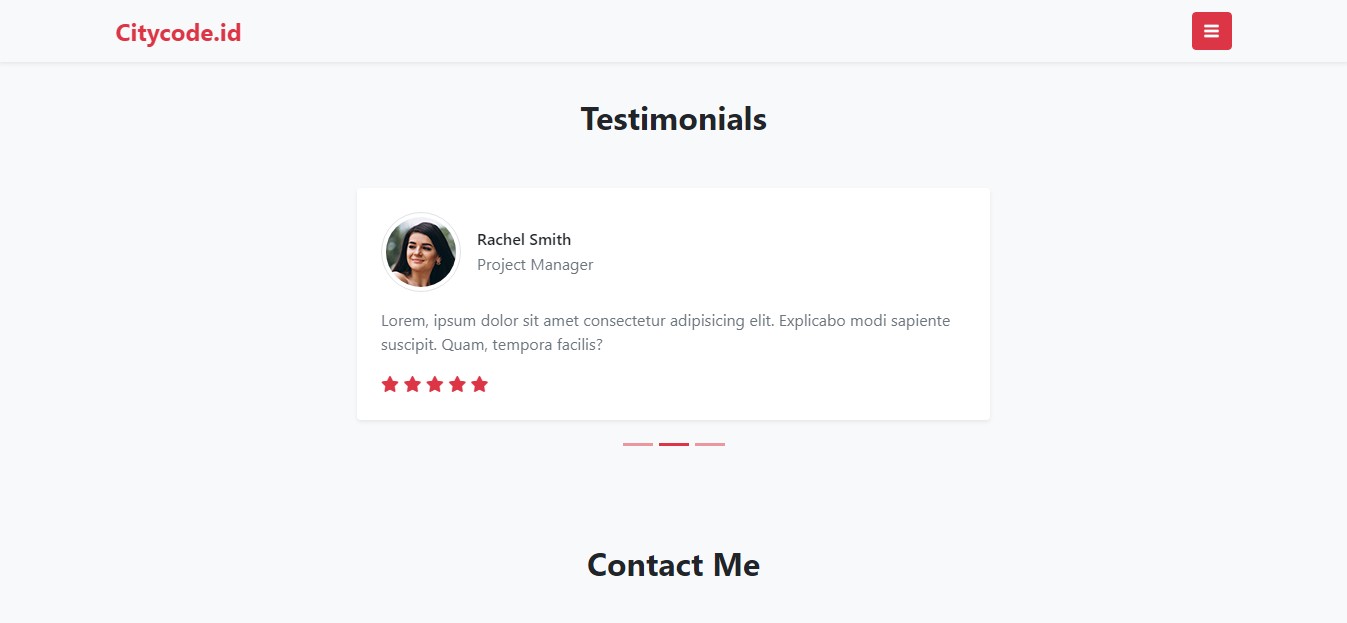 Citycode.id
Testimonials
Rachel Smith
Project Manager
Lorem, ipsum dolor sit amet consectetur adipisicing elit. Explicabo modi sapiente
suscipit. Quam, tempora facilis?
Contact Me